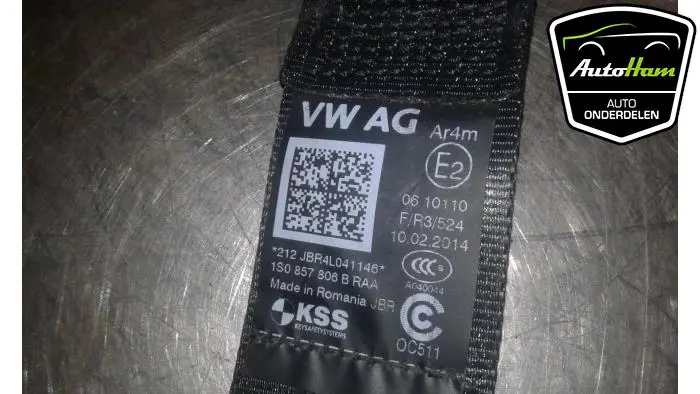 VW AG
Ar4m
E2
06 10110
F/R3/524
10.02.2014
*212 JBR4L041146*
1S0 857 806 B RAA
Made in Romania JBR
CCC S
A040044
KSS
KEYSAFETYSYSTEMS
C
OC511
AutoHam
AUTO
ONDERDELEN